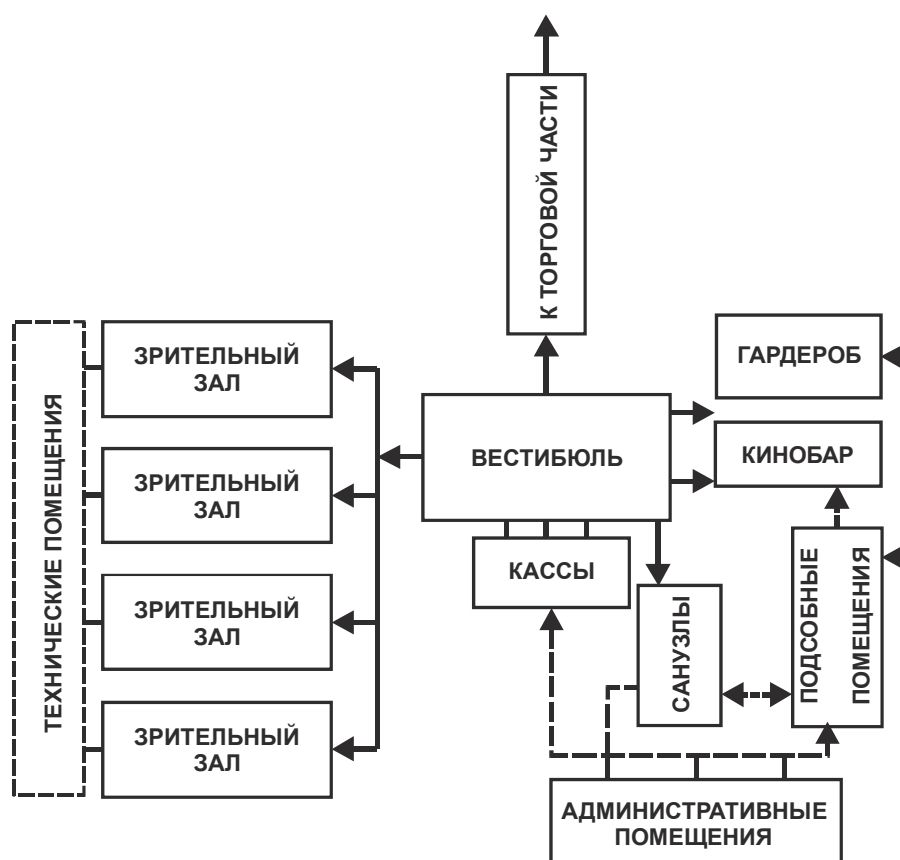 К ТОРГОВОЙ ЧАСТИ
ТЕХНИЧЕСКИЕ ПОМЕЩЕНИЯ
ЗРИТЕЛЬНЫЙ
ЗАЛ
ЗРИТЕЛЬНЫЙ
ЗАЛ
ЗРИТЕЛЬНЫЙ
ЗАЛ
ЗРИТЕЛЬНЫЙ
ЗАЛ
ВЕСТИБЮЛЬ
ГАРДЕРОБ
КИНОБАР
КАССЫ
САНУЗЛЫ
ПОДСОБНЫЕ
ПОМЕЩЕНИЯ
АДМИНИСТРАТИВНЫЕ
ПОМЕЩЕНИЯ